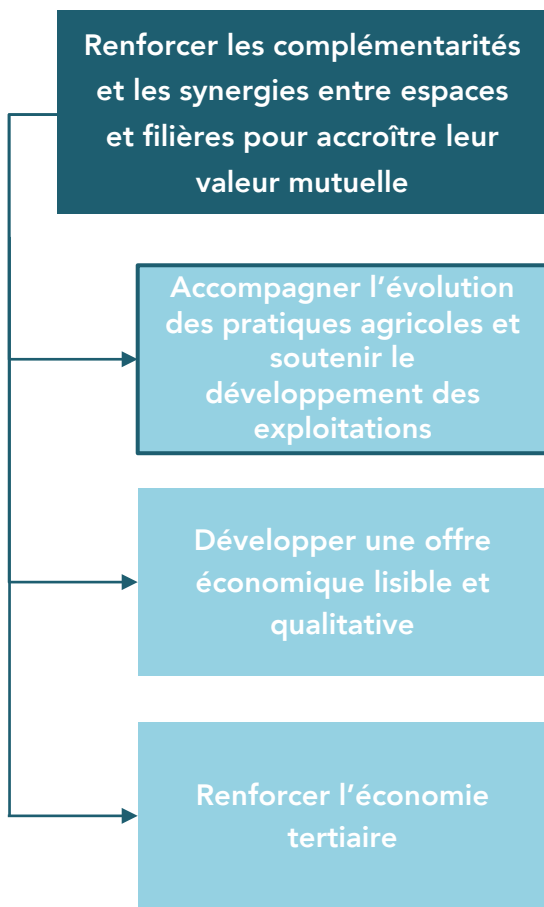 Renforcer les complémentarités
et les synergies entre espaces
et filières pour accroître leur
valeur mutuelle
Accompagner l’évolution
des pratiques agricoles et
soutenir le
développement des
exploitations
Développer une offre
économique lisible et
qualitative
Renforcer l’économie
tertiaire